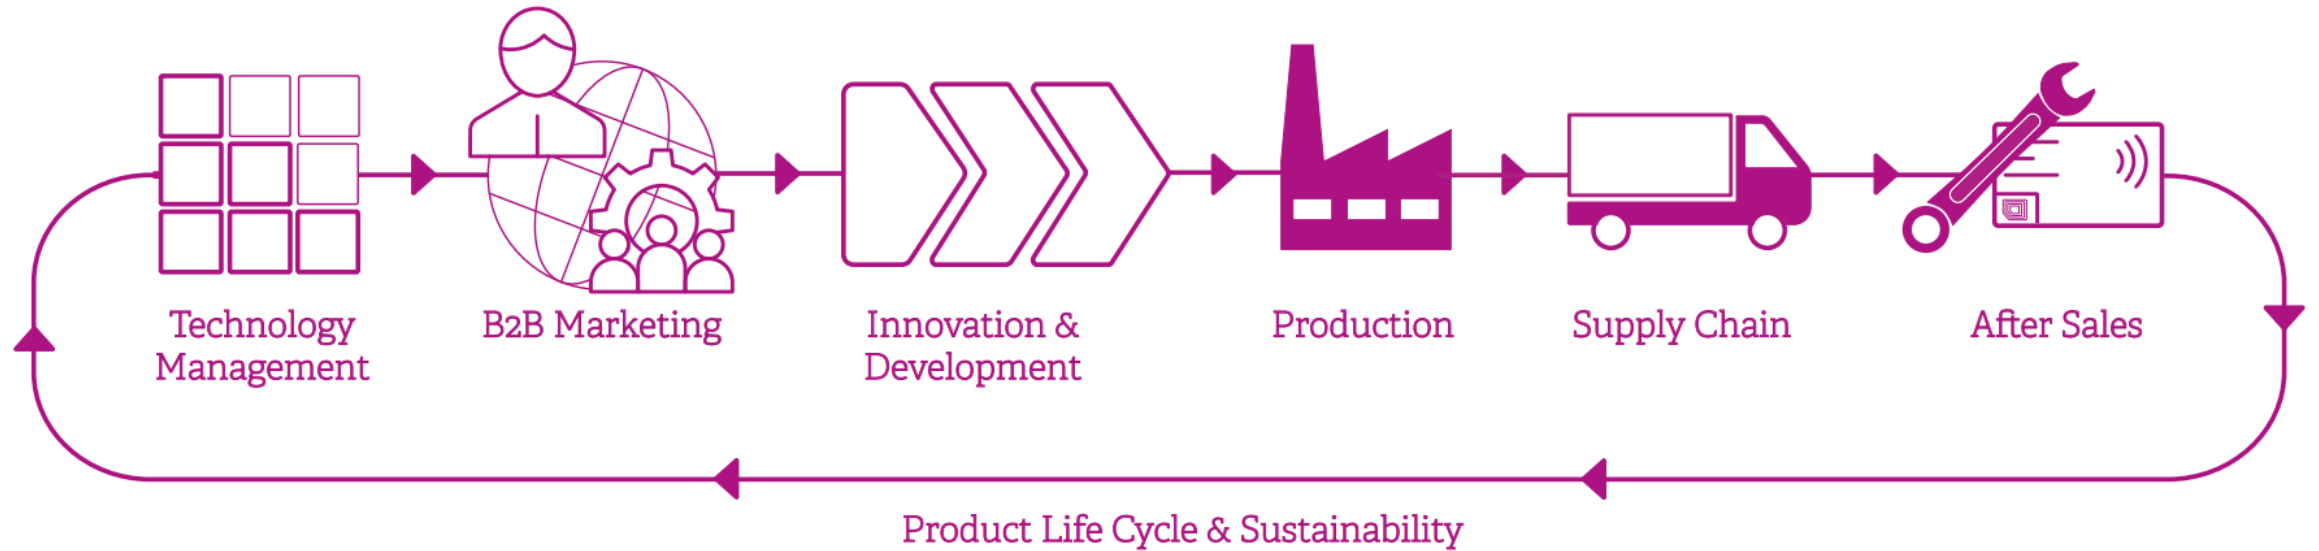 Technology
Management
B2B Marketing
Innovation &
Development
Production
Supply Chain
After Sales
Product Life Cycle & Sustainability